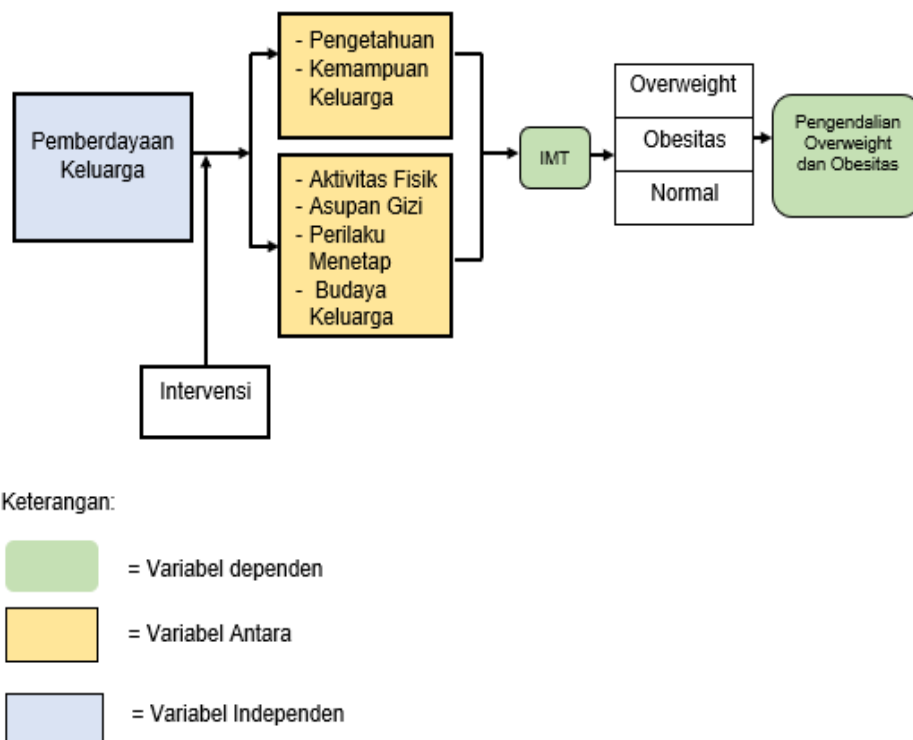 Pemberdayaan
Keluarga
- Pengetahuan
- Kemampuan
Keluarga
- Aktivitas Fisik
- Asupan Gizi
- Perilaku
Menetap
- Budaya
Keluarga
Intervensi
IMT
Overweight
Obesitas
Normal
Pengendalian
Overweight
dan Obesitas
Keterangan:
= Variabel dependen
= Variabel Antara
= Variabel Independen